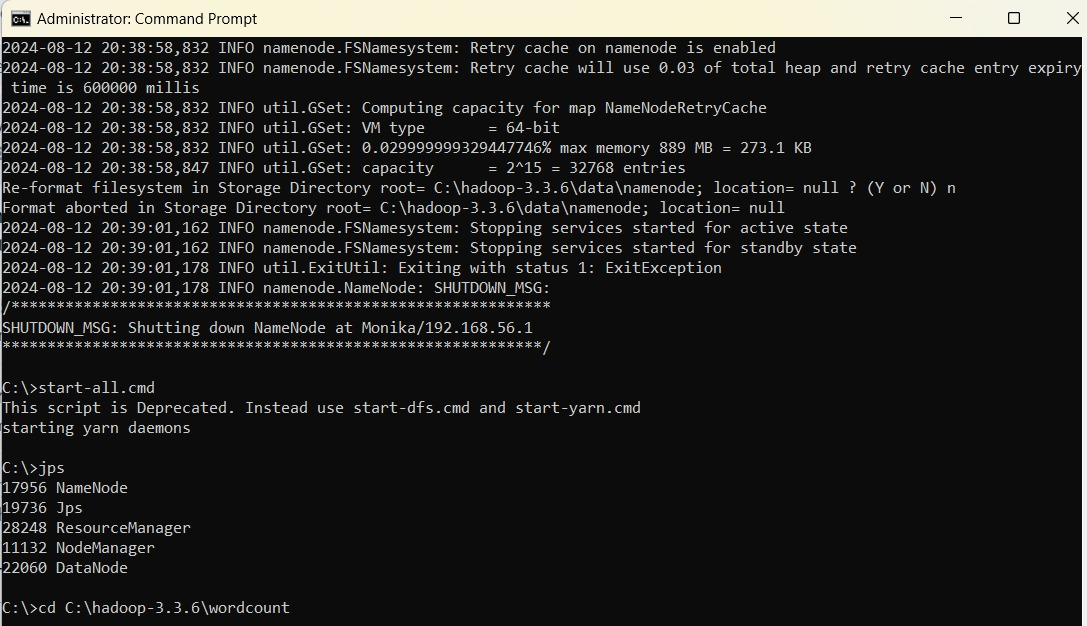 Administrator: Command Prompt
2024-08-12 20:38:58,832 INFO namenode.FSNamesystem: Retry cache on namenode is enabled
2024-08-12 20:38:58,832 INFO namenode.FSNamesystem: Retry cache will use 0.03 of total heap and retry cache entry expiry
 time is 600000 millis
2024-08-12 20:38:58,832 INFO util.GSet: Computing capacity for map NameNodeRetryCache
2024-08-12 20:38:58,832 INFO util.GSet: VM type       = 64-bit
2024-08-12 20:38:58,832 INFO util.GSet: 0.029999999329447746% max memory 889 MB = 273.1 KB
2024-08-12 20:38:58,847 INFO util.GSet: capacity      = 2^15 = 32768 entries
Re-format filesystem in Storage Directory root= C:\hadoop-3.3.6\data\namenode; location= null ? (Y or N) n
Format aborted in Storage Directory root= C:\hadoop-3.3.6\data\namenode; location= null
2024-08-12 20:39:01,162 INFO namenode.FSNamesystem: Stopping services started for active state
2024-08-12 20:39:01,162 INFO namenode.FSNamesystem: Stopping services started for standby state
2024-08-12 20:39:01,178 INFO util.ExitUtil: Exiting with status 1: ExitException
2024-08-12 20:39:01,178 INFO namenode.NameNode: SHUTDOWN_MSG:
/************************************************************
SHUTDOWN_MSG: Shutting down NameNode at Monika/192.168.56.1
************************************************************/
C:\>start-all.cmd
This script is Deprecated. Instead use start-dfs.cmd and start-yarn.cmd
starting yarn daemons
C:\>jps
17956 NameNode
19736 Jps
28248 ResourceManager
11132 NodeManager
22060 DataNode
C:\>cd C:\hadoop-3.3.6\wordcount